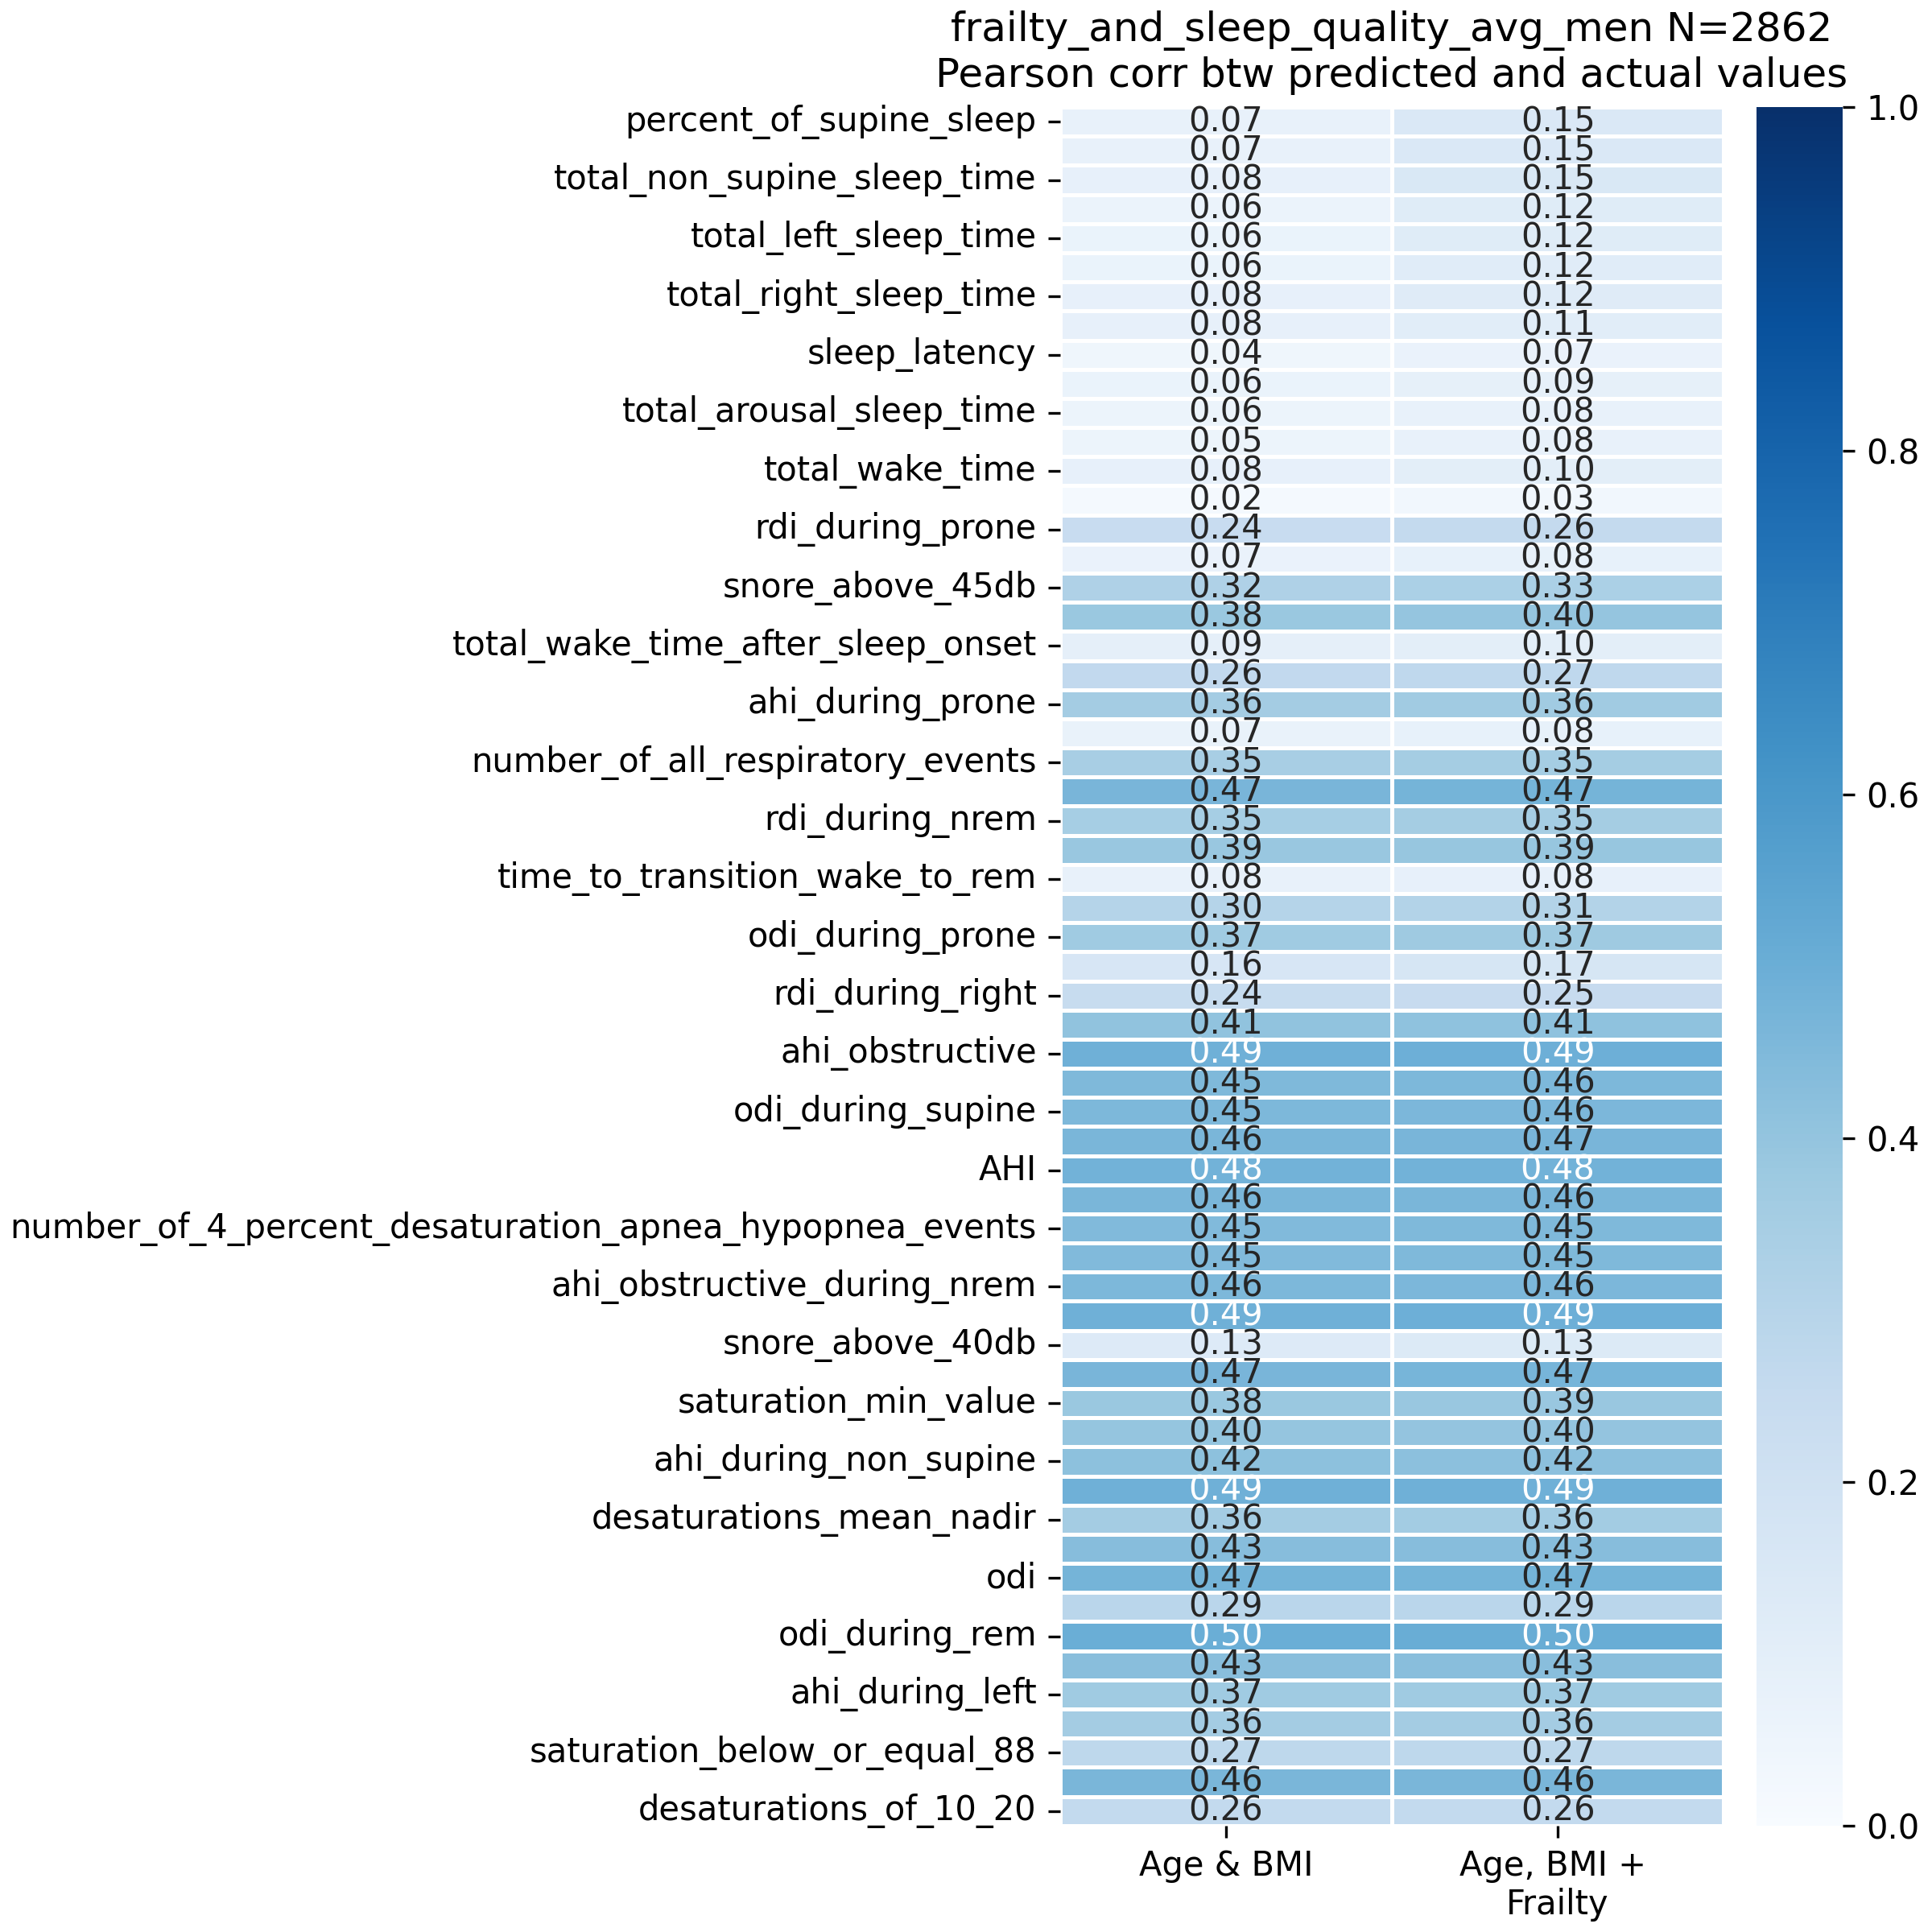 frailty_and_sleep_quality_avg_men N=2862
Pearson corr btw predicted and actual values
percent_of_supine_sleep 0.07 0.15
0.07 0.15
total_non_supine_sleep_time 0.08 0.15
0.06 0.12
total_left_sleep_time 0.06 0.12
0.06 0.12
total_right_sleep_time 0.08 0.12
0.08 0.11
sleep_latency 0.04 0.07
0.06 0.09
total_arousal_sleep_time 0.06 0.08
0.05 0.08
total_wake_time 0.08 0.10
0.02 0.03
rdi_during_prone 0.24 0.26
0.07 0.08
snore_above_45db 0.32 0.33
0.38 0.40
total_wake_time_after_sleep_onset 0.09 0.10
0.26 0.27
ahi_during_prone 0.36 0.36
0.07 0.08
number_of_all_respiratory_events 0.35 0.35
0.47 0.47
rdi_during_nrem 0.35 0.35
0.39 0.39
time_to_transition_wake_to_rem 0.08 0.08
0.30 0.31
odi_during_prone 0.37 0.37
0.16 0.17
rdi_during_right 0.24 0.25
0.41 0.41
ahi_obstructive 0.49 0.49
0.45 0.46
odi_during_supine 0.45 0.46
0.46 0.47
AHI 0.48 0.48
0.46 0.46
number_of_4_percent_desaturation_apnea_hypopnea_events 0.45 0.45
0.45 0.45
ahi_obstructive_during_nrem 0.46 0.46
0.49 0.49
snore_above_40db 0.13 0.13
0.47 0.47
saturation_min_value 0.38 0.39
0.40 0.40
ahi_during_non_supine 0.42 0.42
0.49 0.49
desaturations_mean_nadir 0.36 0.36
0.43 0.43
odi 0.47 0.47
0.29 0.29
odi_during_rem 0.50 0.50
0.43 0.43
ahi_during_left 0.37 0.37
0.36 0.36
saturation_below_or_equal_88 0.27 0.27
0.46 0.46
desaturations_of_10_20 0.26 0.26
Age & BMI
Age, BMI +
Frailty
1.0
0.8
0.6
0.4
0.2
0.0